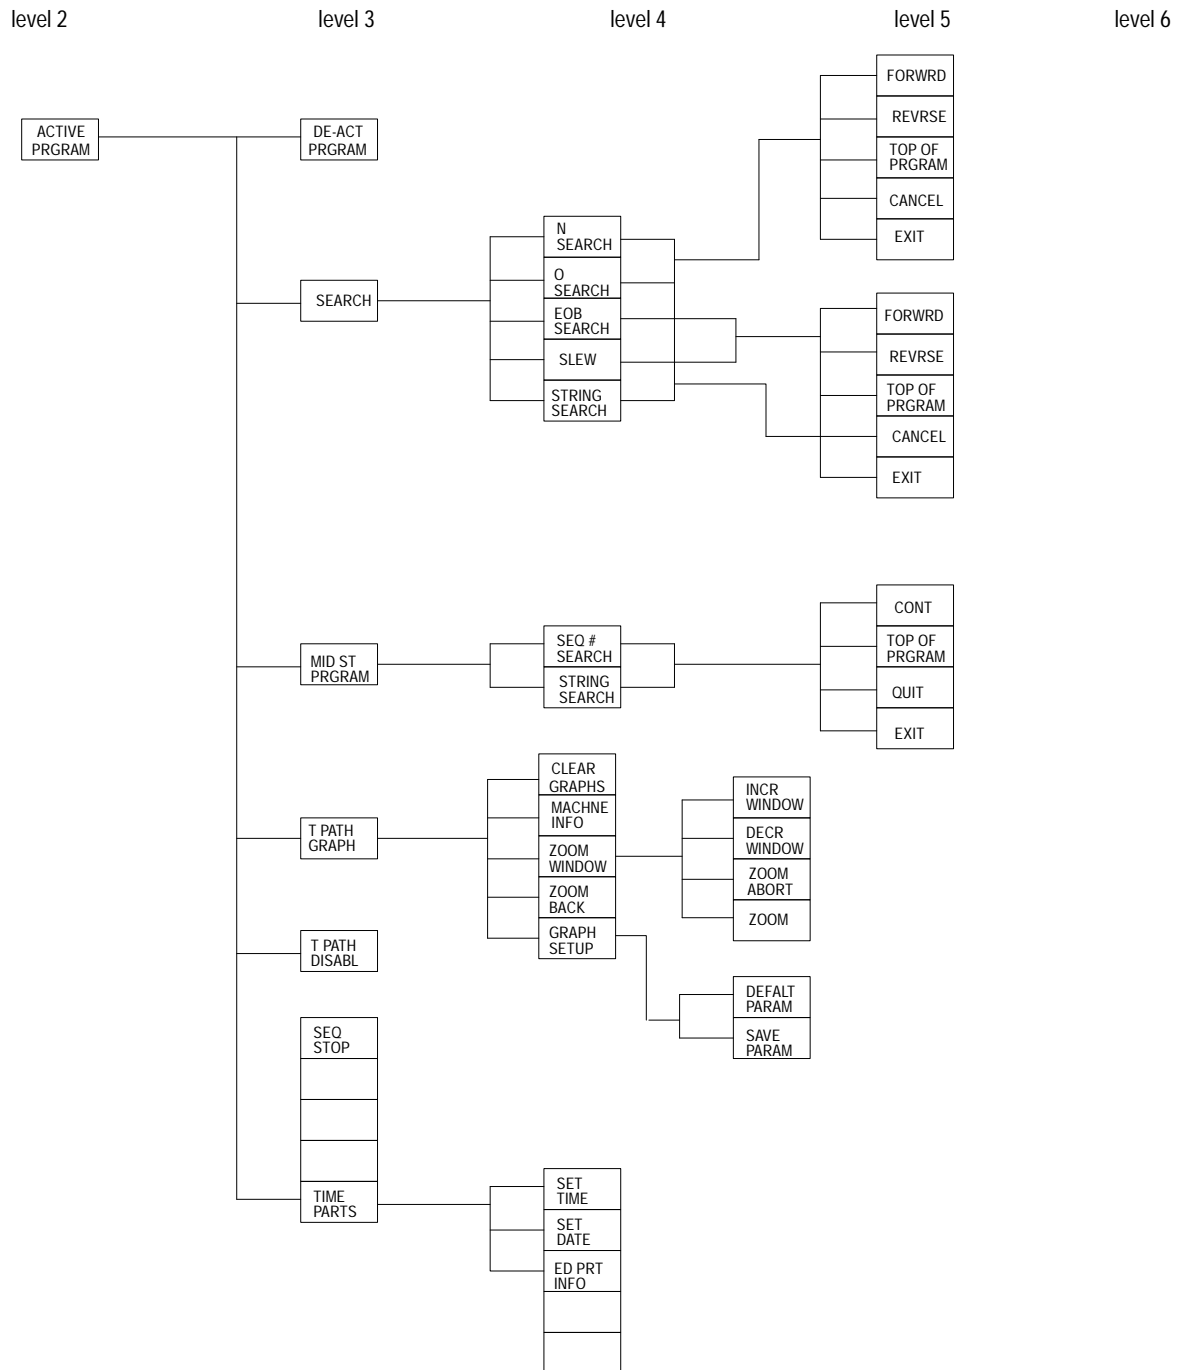 level 2
level 3
level 4
level 5
level 6
ACTIVE
PRGRAM
DE-ACT
PRGRAM
SEARCH
N
SEARCH
O
SEARCH
EOB
SEARCH
SLEW
STRING
SEARCH
FORWRD
REVRSE
TOP OF
PRGRAM
CANCEL
EXIT
FORWRD
REVRSE
TOP OF
PRGRAM
CANCEL
EXIT
MID ST
PRGRAM
SEQ #
SEARCH
STRING
SEARCH
CONT
TOP OF
PRGRAM
QUIT
EXIT
T PATH
GRAPH
CLEAR
GRAPHS
MACHNE
INFO
ZOOM
WINDOW
ZOOM
BACK
GRAPH
SETUP
INCR
WINDOW
DECR
WINDOW
ZOOM
ABORT
ZOOM
DEFALT
PARAM
SAVE
PARAM
T PATH
DISABL
SEQ
STOP
TIME
PARTS
SET
TIME
SET
DATE
ED PRT
INFO